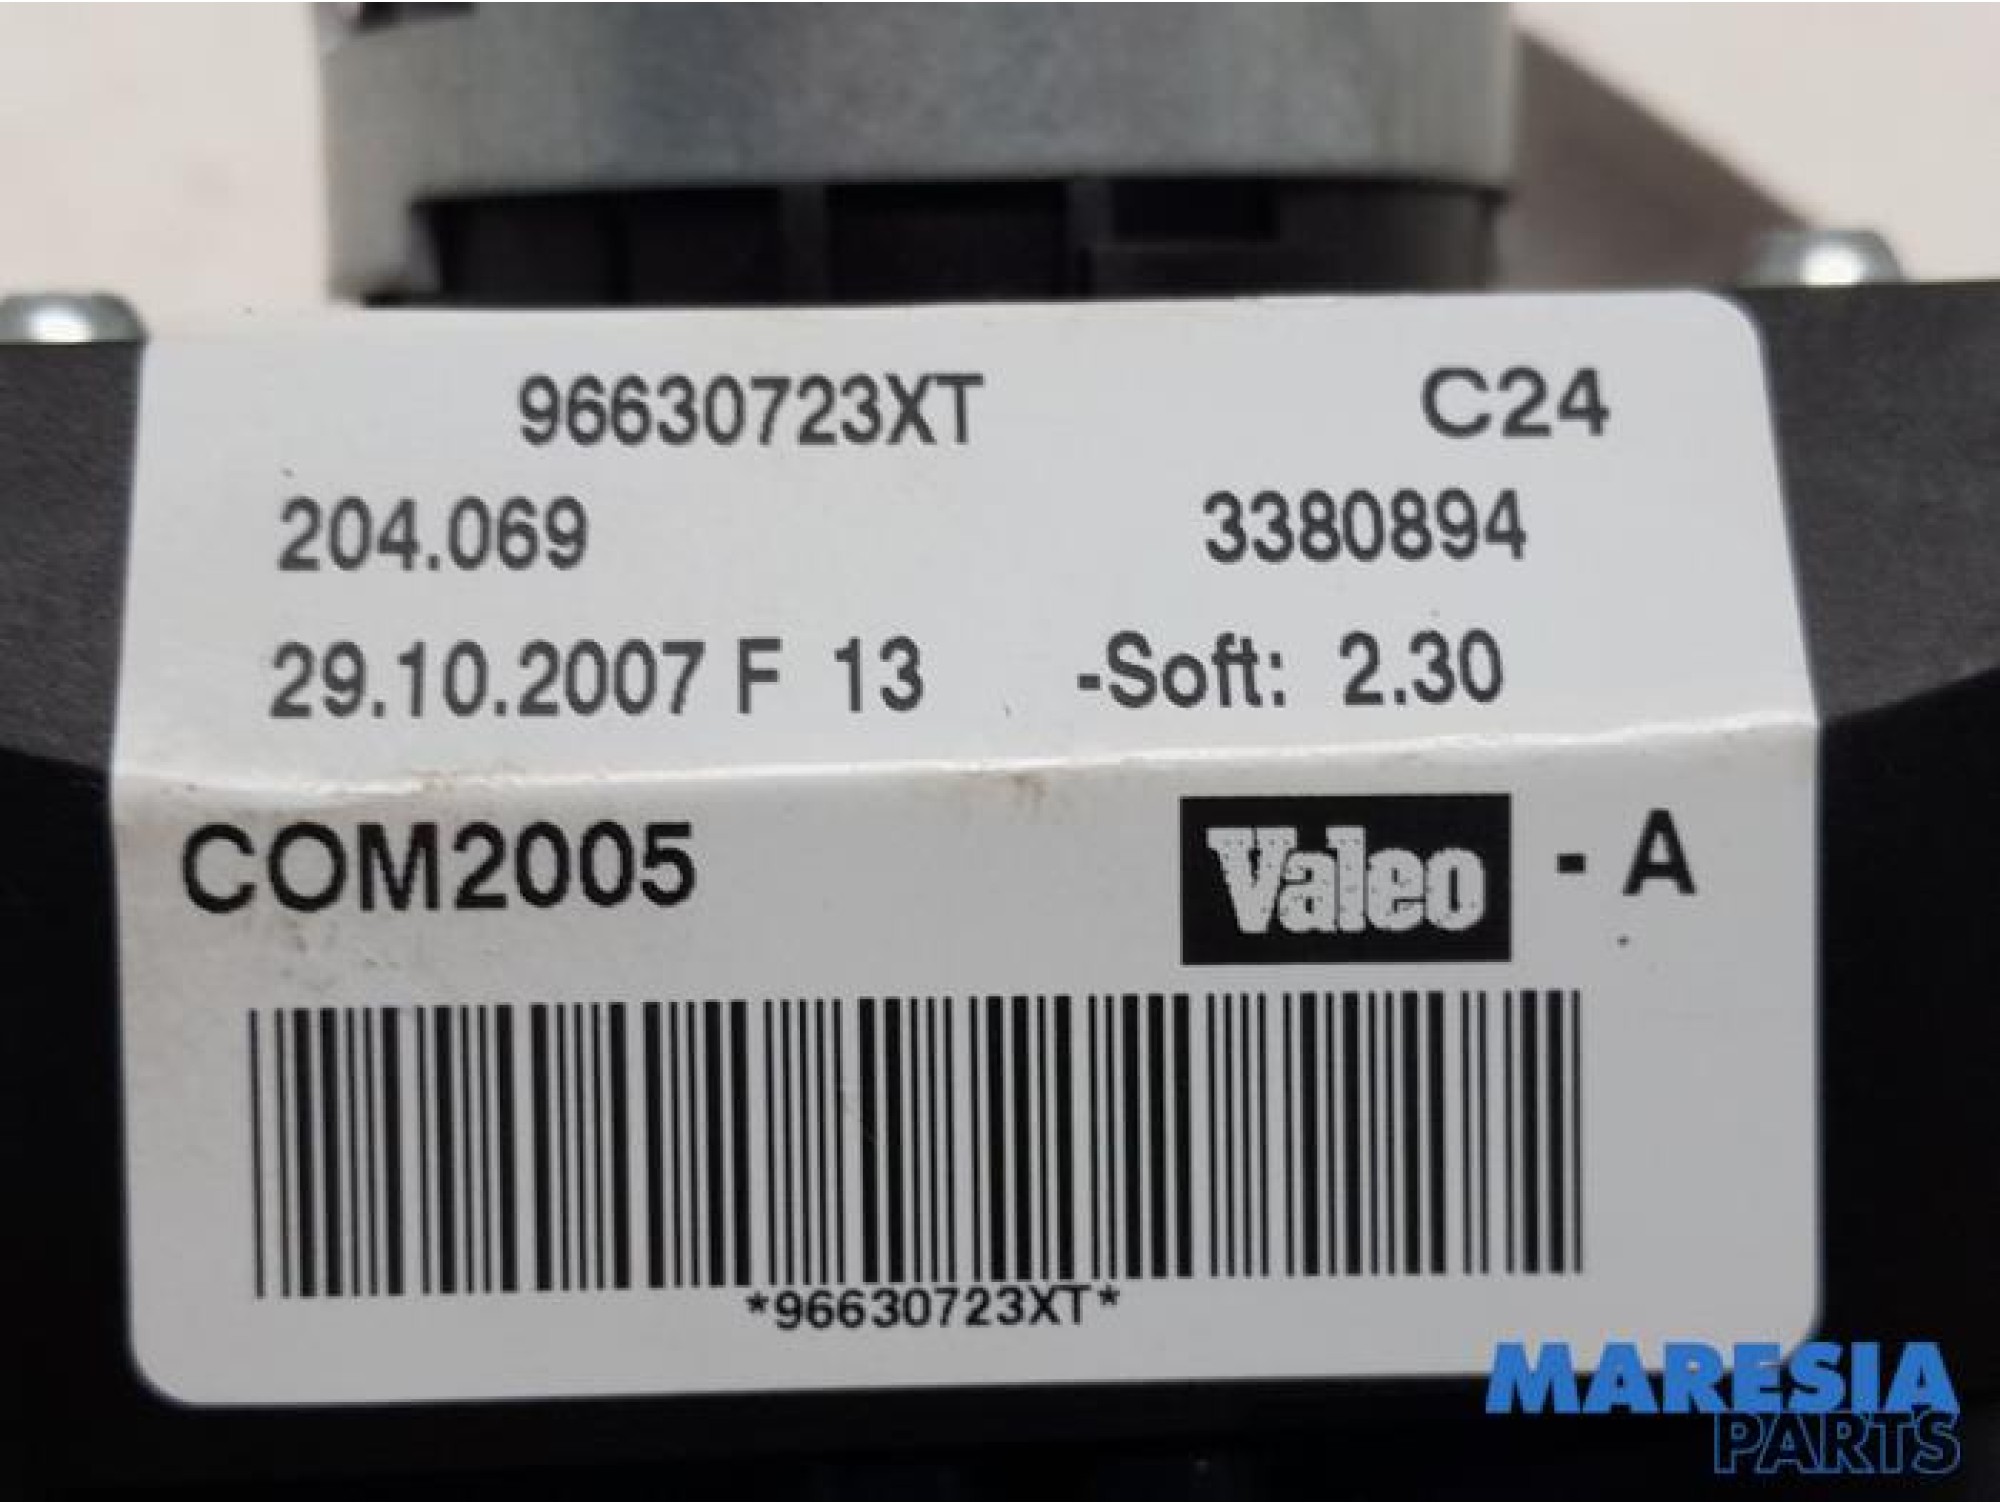 96630723XT C24
204.069 3380894
29.10.2007 F 13 -Soft: 2.30
COM2005 Valeo - A
*96630723XT*
MARESIA
PARTS